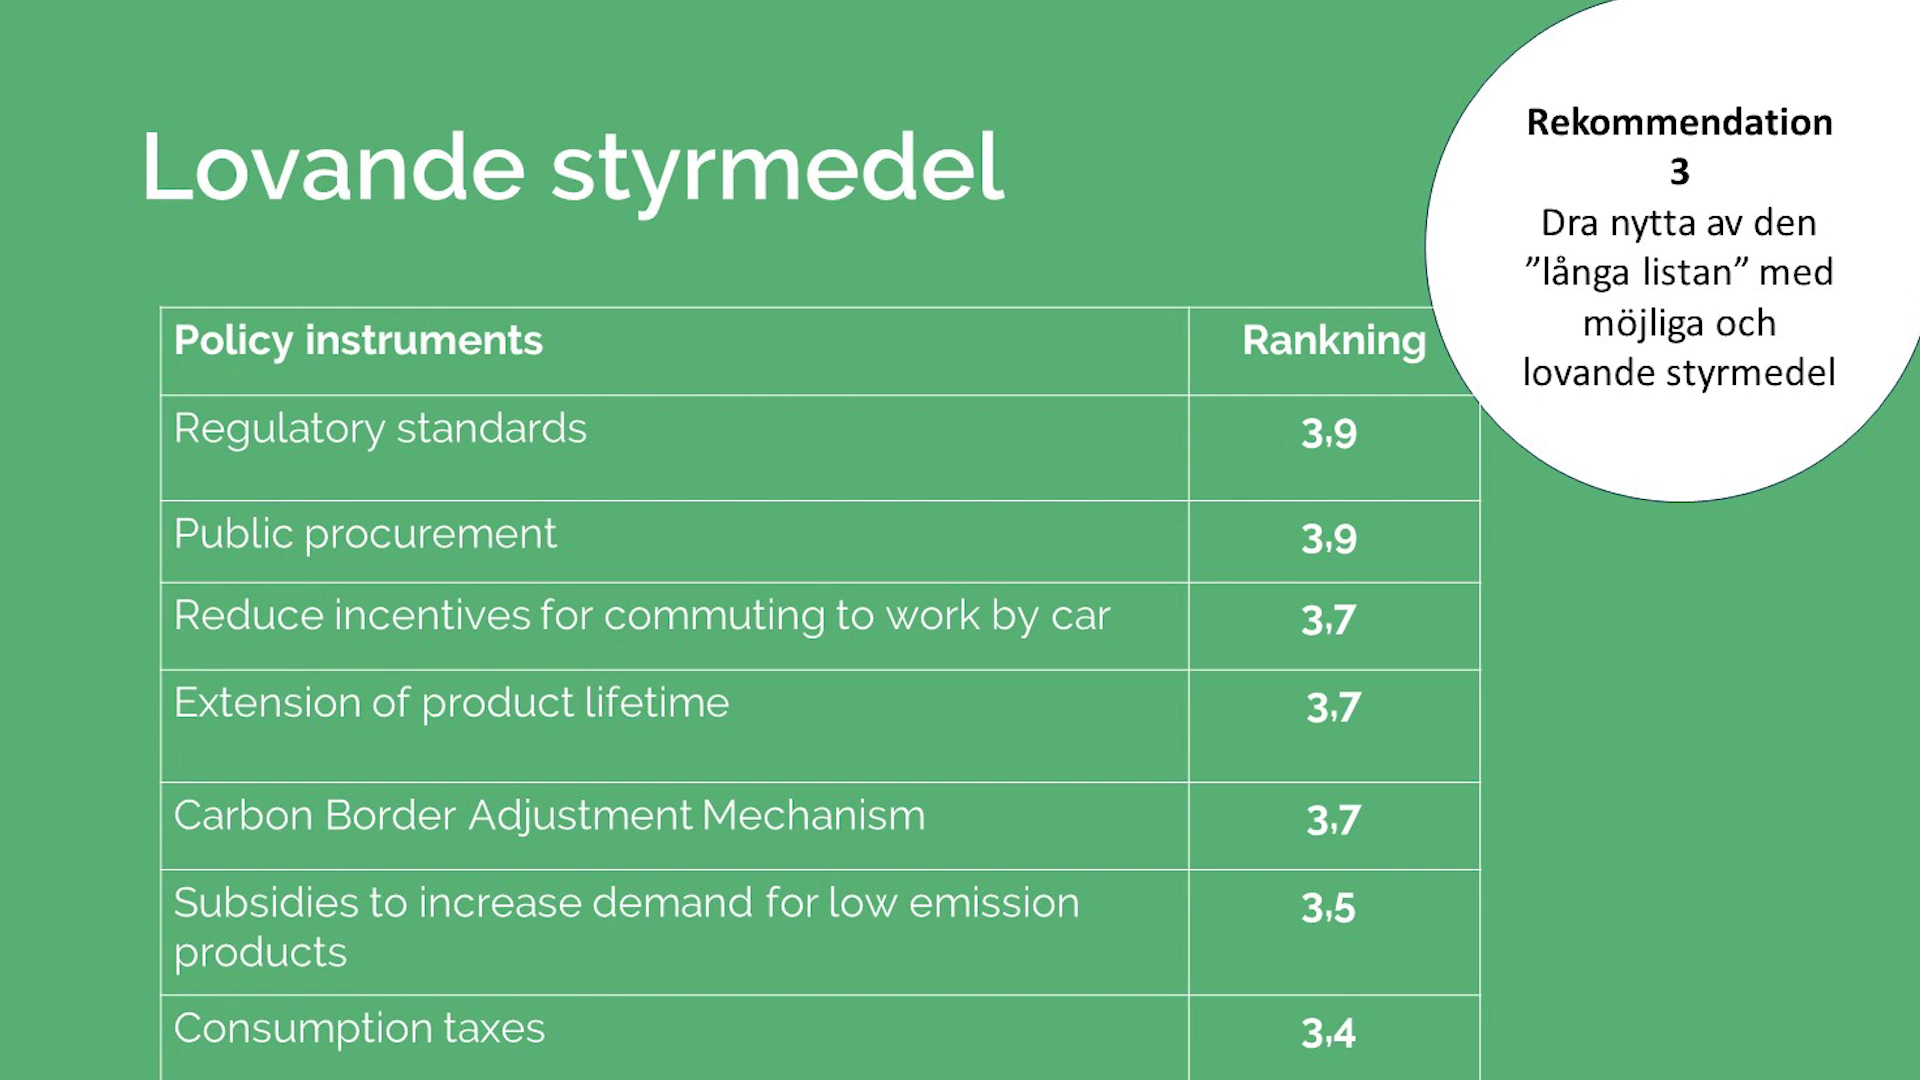 Lovande styrmedel
Rekommendation
3
Dra nytta av den
”långa listan” med
möjliga och
lovande styrmedel
Policy instruments Rankning
Regulatory standards 3,9
Public procurement 3,9
Reduce incentives for commuting to work by car 3,7
Extension of product lifetime 3,7
Carbon Border Adjustment Mechanism 3,7
Subsidies to increase demand for low emission 3,5
products
Consumption taxes 3,4